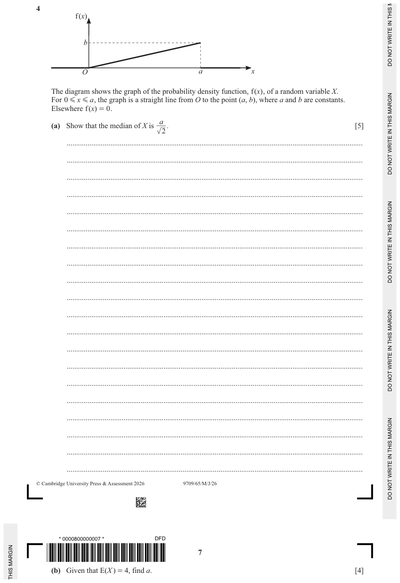 4
f(x)
b
O
a
x
The diagram shows the graph of the probability density function, f(x), of a random variable X.
For 0 ⩽ x ⩽ a, the graph is a straight line from O to the point (a, b), where a and b are constants.
Elsewhere f(x) = 0.
(a) Show that the median of X is a/√2. [5]
© Cambridge University Press & Assessment 2026
9709/65/M/J/26
DO NOT WRITE IN THIS M
DO NOT WRITE IN THIS MARGIN
DO NOT WRITE IN THIS MARGIN
DO NOT WRITE IN THIS MARGIN
DO NOT WRITE IN THIS MARGIN
THIS MARGIN
* 0000800000007 *
DFD
7
(b) Given that E(X) = 4, find a. [4]